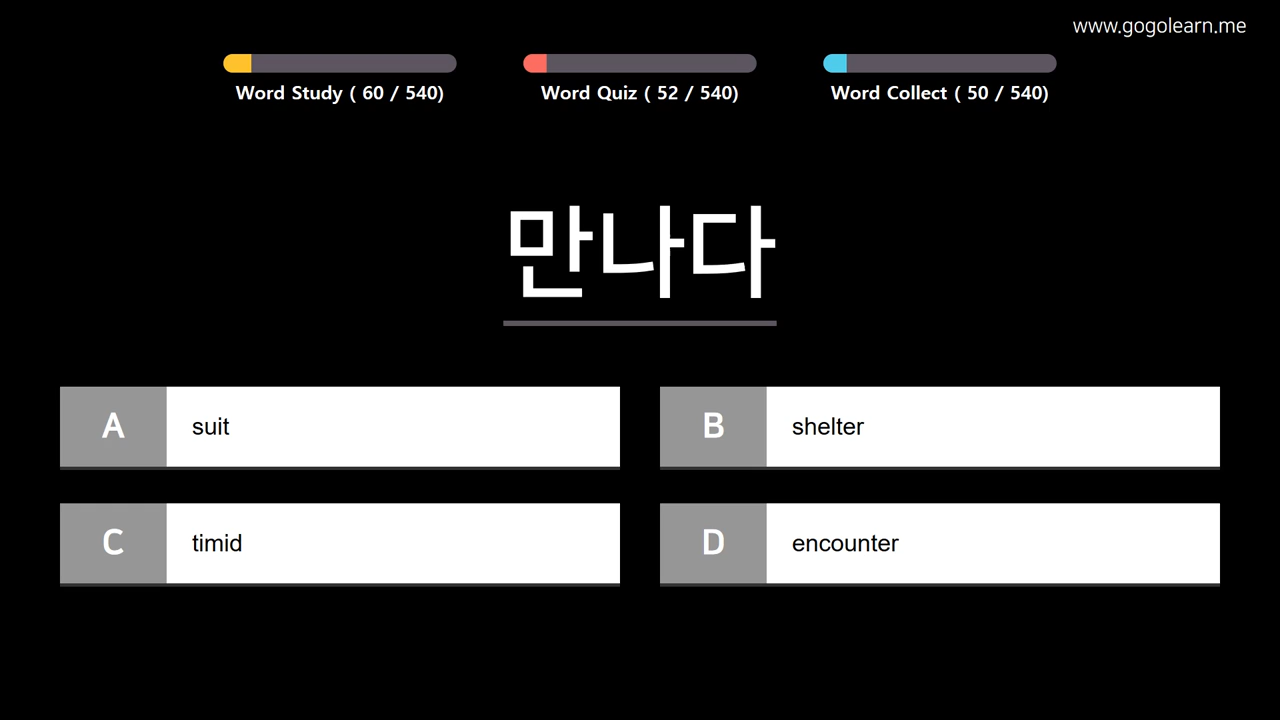 www.gogolearn.me
Word Study ( 60 / 540)
Word Quiz ( 52 / 540)
Word Collect ( 50 / 540)
만나다
A suit
B shelter
C timid
D encounter